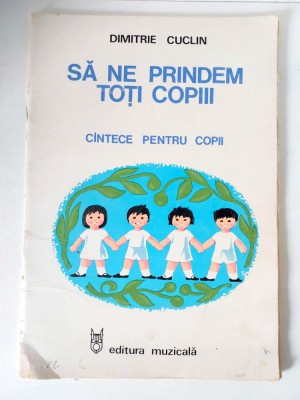 DIMITRIE CUCLIN
SĂ NE PRINDEM
TOȚI COPIII
CÎNTECE PENTRU COPII
editura muzicală